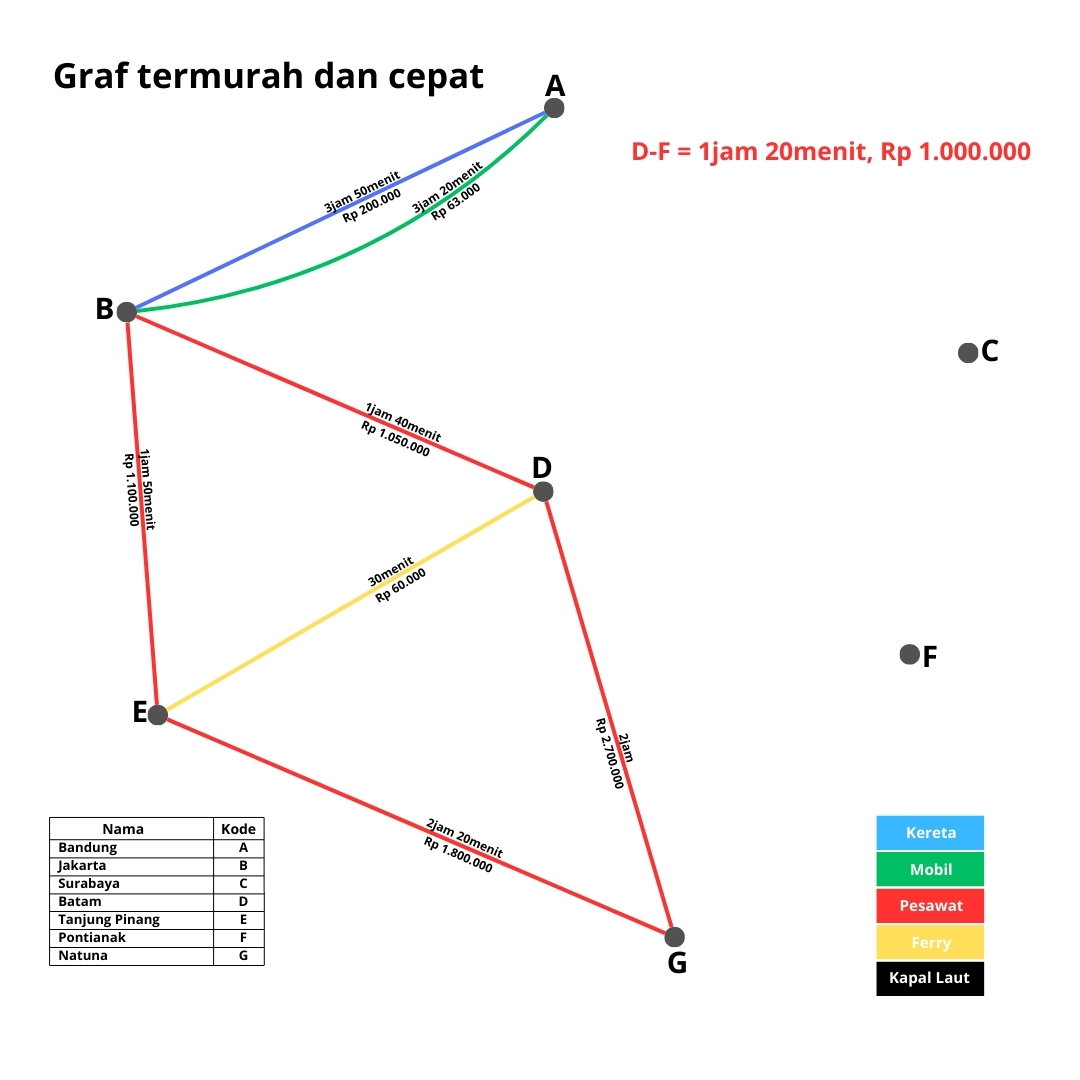 Graf termurah dan cepat
A
D-F = 1jam 20menit, Rp 1.000.000
3jam 50menit
Rp 200.000
3jam 20menit
Rp 63.000
B
C
1jam 40menit
Rp 1.050.000
1jam 50menit
Rp 1.100.000
D
30menit
Rp 60.000
F
E
2jam
Rp 2.700.000
2jam 20menit
Rp 1.800.000
G
Nama Kode
Bandung A
Jakarta B
Surabaya C
Batam D
Tanjung Pinang E
Pontianak F
Natuna G
Kereta
Mobil
Pesawat
Ferry
Kapal Laut